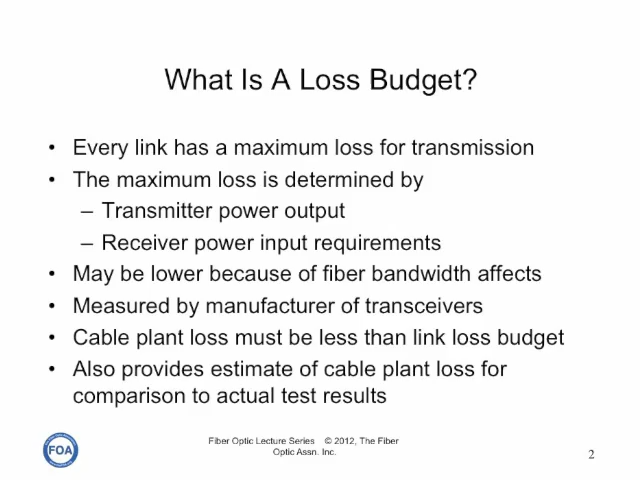 What Is A Loss Budget?
• Every link has a maximum loss for transmission
• The maximum loss is determined by
– Transmitter power output
– Receiver power input requirements
• May be lower because of fiber bandwidth affects
• Measured by manufacturer of transceivers
• Cable plant loss must be less than link loss budget
• Also provides estimate of cable plant loss for
comparison to actual test results
FOA
Fiber Optic Lecture Series © 2012, The Fiber
Optic Assn. Inc.
2